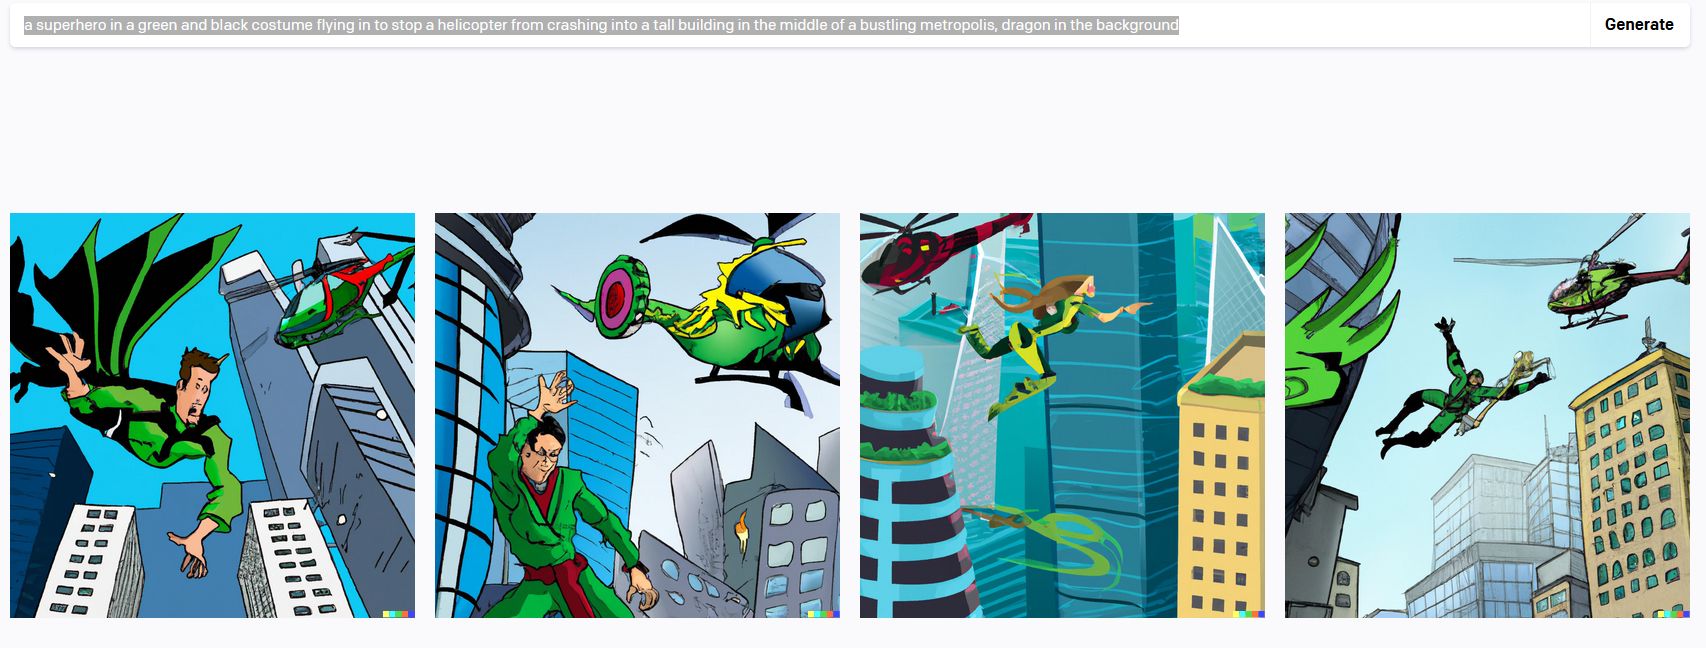 a superhero in a green and black costume flying in to stop a helicopter from crashing into a tall building in the middle of a bustling metropolis, dragon in the background
Generate